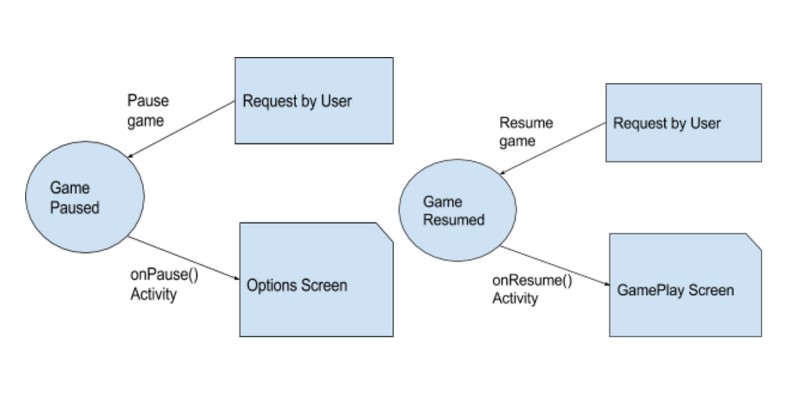 Pause
game
Request by User
Game
Paused
onPause()
Activity
Options Screen
Resume
game
Request by User
Game
Resumed
onResume()
Activity
GamePlay Screen